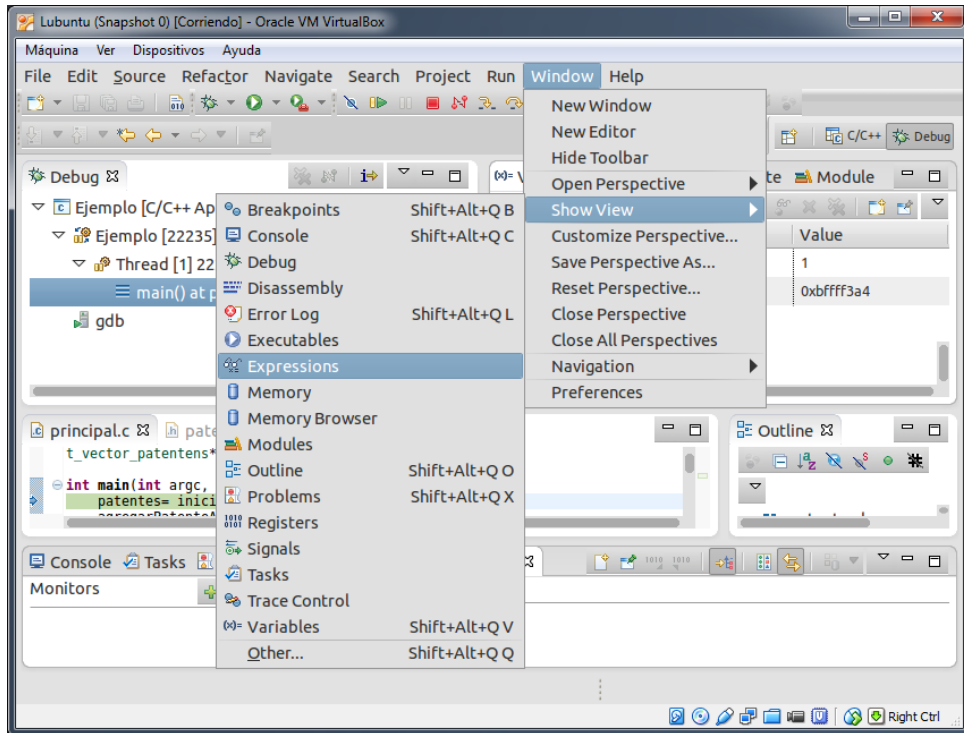 Lubuntu (Snapshot 0) [Corriendo] - Oracle VM VirtualBox
Máquina Ver Dispositivos Ayuda
File Edit Source Refactor Navigate Search Project Run Window Help
New Window
New Editor
Hide Toolbar
Open Perspective
Show View
Customize Perspective...
Save Perspective As...
Reset Perspective...
Close Perspective
Close All Perspectives
Navigation
Preferences
C/C++ Debug
Debug
(x)= V
te Module
Ejemplo [C/C++ Ap
Ejemplo [22235]
Thread [1] 22
main() at p
gdb
Value
1
0xbffff3a4
Breakpoints Shift+Alt+Q B
Console Shift+Alt+Q C
Debug
Disassembly
Error Log Shift+Alt+Q L
Executables
Expressions
Memory
Memory Browser
Modules
Outline Shift+Alt+Q O
Problems Shift+Alt+Q X
Registers
Signals
Tasks
Trace Control
(x)= Variables Shift+Alt+Q V
Other... Shift+Alt+Q Q
principal.c pate
t_vector_patentens*
int main(int argc,
patentes= inici
Outline
Console Tasks
Monitors
Right Ctrl